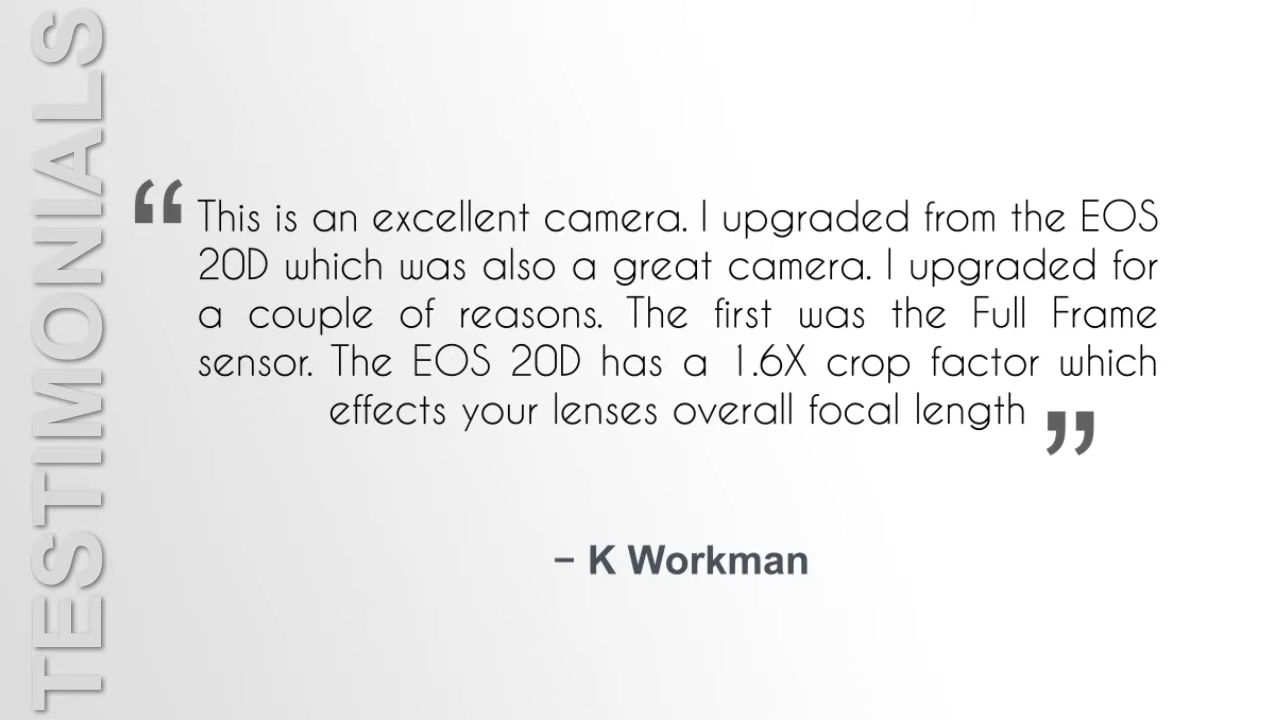 TESTIMONIALS
“This is an excellent camera. I upgraded from the EOS
20D which was also a great camera. I upgraded for
a couple of reasons. The first was the Full Frame
sensor. The EOS 20D has a 1.6X crop factor which
effects your lenses overall focal length”
– K Workman